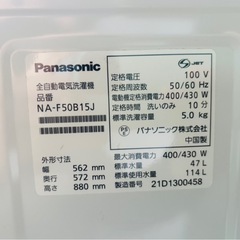 JET
Panasonic
全自動電気洗濯機
品番
NA-F50B15J
定格電圧 100 V
定格周波数 50/60 Hz
電動機定格消費電力 400/430 W
定格時間 洗いのみ 10 分
標準洗濯容量 5.0 kg
パナソニック株式会社
中国製
外形寸法
幅 562 mm
奥行 572 mm
高さ 880 mm
最大消費電力 400/430 W
標準水量 47 L
標準使用水量 114 L
製造番号 21D1300458